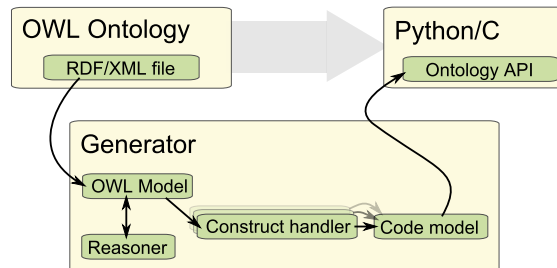 OWL Ontology
RDF/XML file
Python/C
Ontology API
Generator
OWL Model
Construct handler
Code model
Reasoner